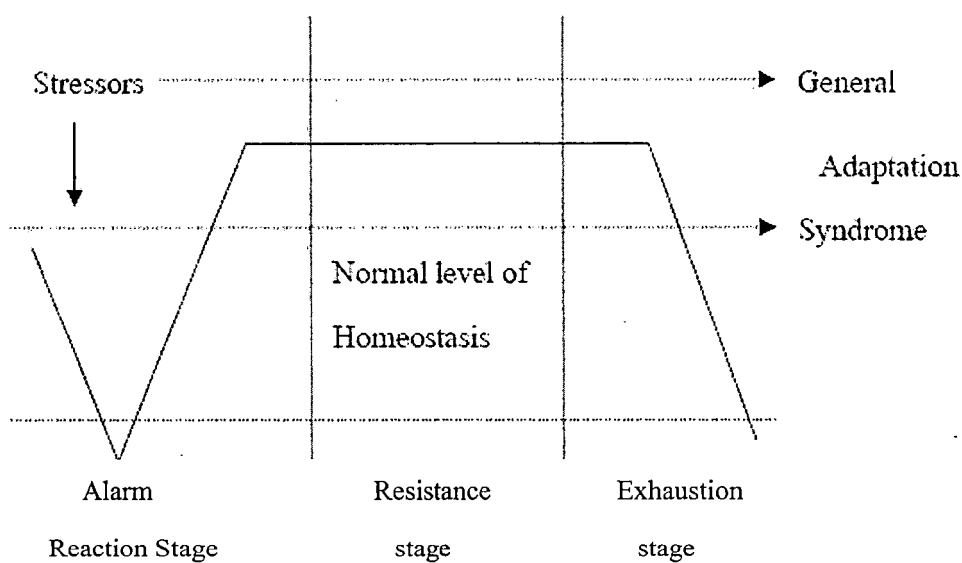 Stressors
General
Adaptation
Syndrome
Normal level of
Homeostasis
Alarm
Reaction Stage
Resistance
stage
Exhaustion
stage